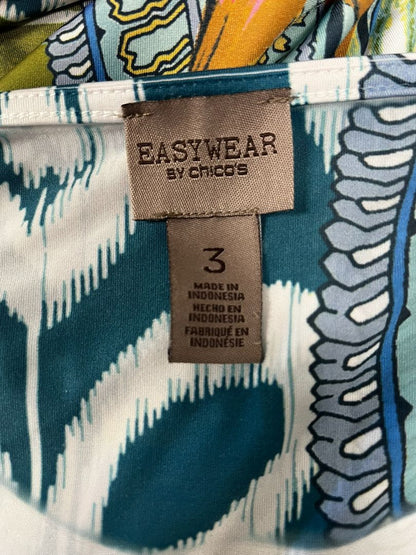 EASYWEAR
BY chico's
3
MADE IN
INDONESIA
HECHO EN
INDONESIA
FABRIQUÉ EN
INDONÉSIE